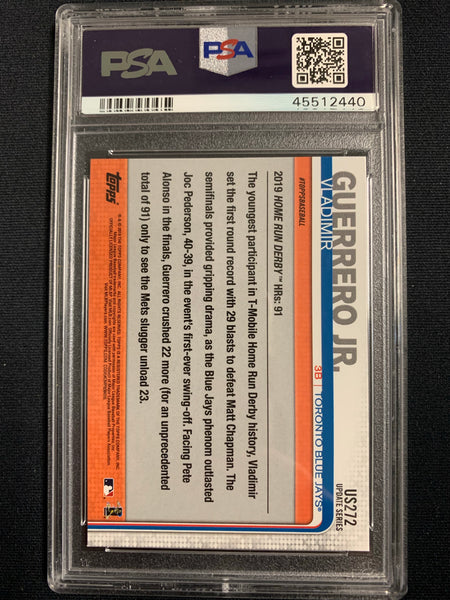 PSA
PSA
45512440
US272
UPDATE SERIES
VLADIMIR
GUERRERO JR.
3B | TORONTO BLUE JAYS®
#TOPPSBASEBALL
2019 HOME RUN DERBY™ HRs: 91
The youngest participant in T-Mobile Home Run Derby history, Vladimir
set the first round record with 29 blasts to defeat Matt Chapman. The
semifinals provided gripping drama, as the Blue Jays phenom outlasted
Joc Pederson, 40-39, in the event's first-ever swing-off. Facing Pete
Alonso in the finals, Guerrero crushed 22 more (for an unprecedented
total of 91) only to see the Mets slugger unload 23.
Topps